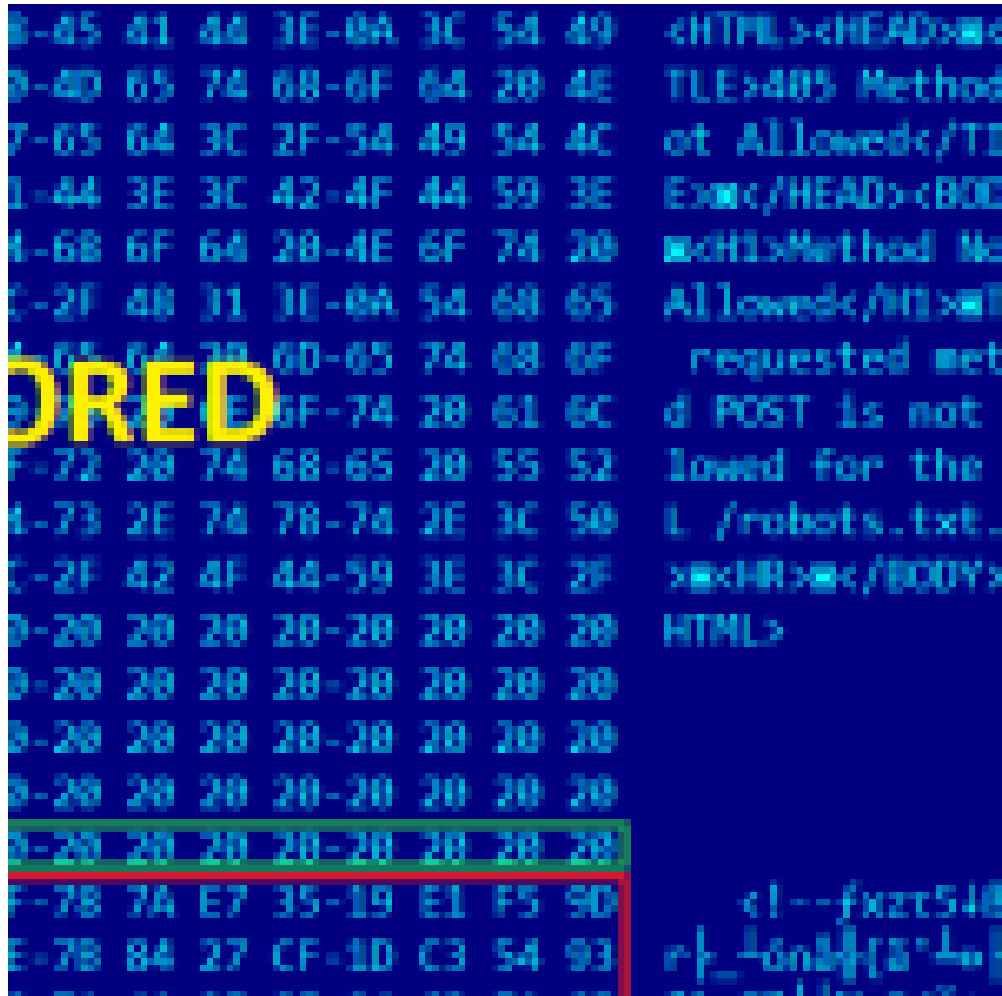 45 41 44 3E-0A 3C 54 49 <HTML><HEAD>
4D 65 74 68-6F 64 20 4E TLE>405 Method
65 64 3C 2F-54 49 54 4C ot Allowed</TI
44 3E 3C 42-4F 44 59 3E E></HEAD><BOD
68 6F 64 20-4E 6F 74 20 <H1>Method No
2F 48 31 3E-0A 54 68 65 Allowed</H1>
6D-65 74 68 6F requested met
ORED
6F-74 20 61 6C d POST is not
72 20 74 68-65 20 55 52 lowed for the
73 2E 74 78-74 2E 3C 50 L /robots.txt.
2F 42 4F 44-59 3E 3C 2F ><HR></BODY>
20 20 20 20-20 20 20 20 HTML>
20 20 20 20-20 20 20 20
20 20 20 20-20 20 20 20
20 20 20 20-20 20 20 20
20 20 20 20-20 20 20 20
78 7A E7 35-19 E1 F5 9D <!--
7B 84 27 CF-1D C3 54 93